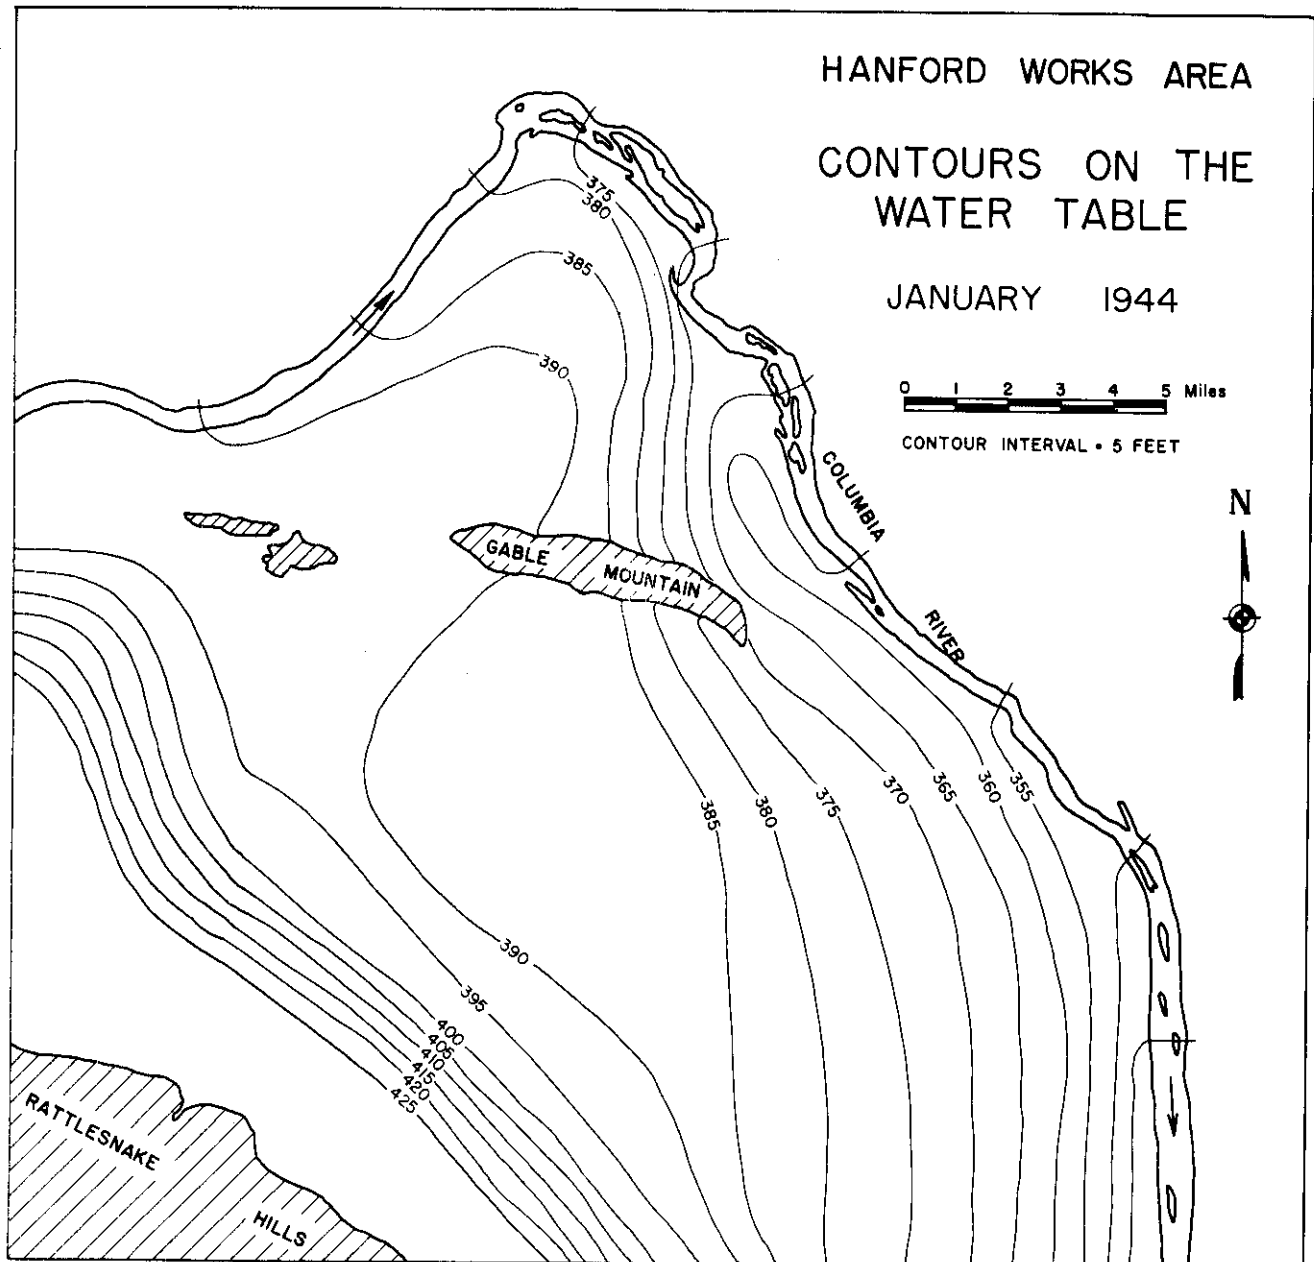 HANFORD WORKS AREA
CONTOURS ON THE
WATER TABLE
JANUARY 1944
0 1 2 3 4 5 Miles
CONTOUR INTERVAL • 5 FEET
N
375
380
385
390
COLUMBIA
RIVER
GABLE
MOUNTAIN
385
380
375
370
365
360
355
390
395
400
405
410
415
420
425
RATTLESNAKE
HILLS